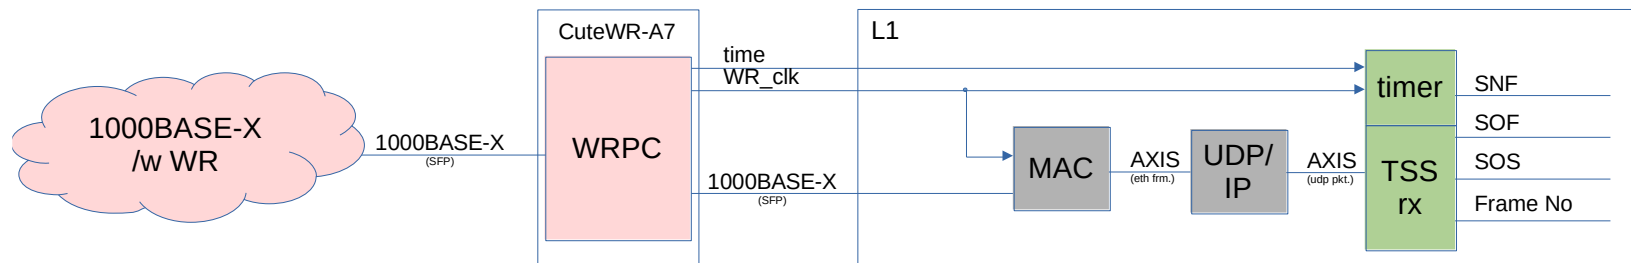 CuteWR-A7
L1
time
WR_clk
timer
SNF
1000BASE-X
/w WR
1000BASE-X
(SFP)
WRPC
1000BASE-X
(SFP)
MAC
AXIS
(eth frm.)
UDP/
IP
AXIS
(udp pkt.)
TSS
rx
SOF
SOS
Frame No